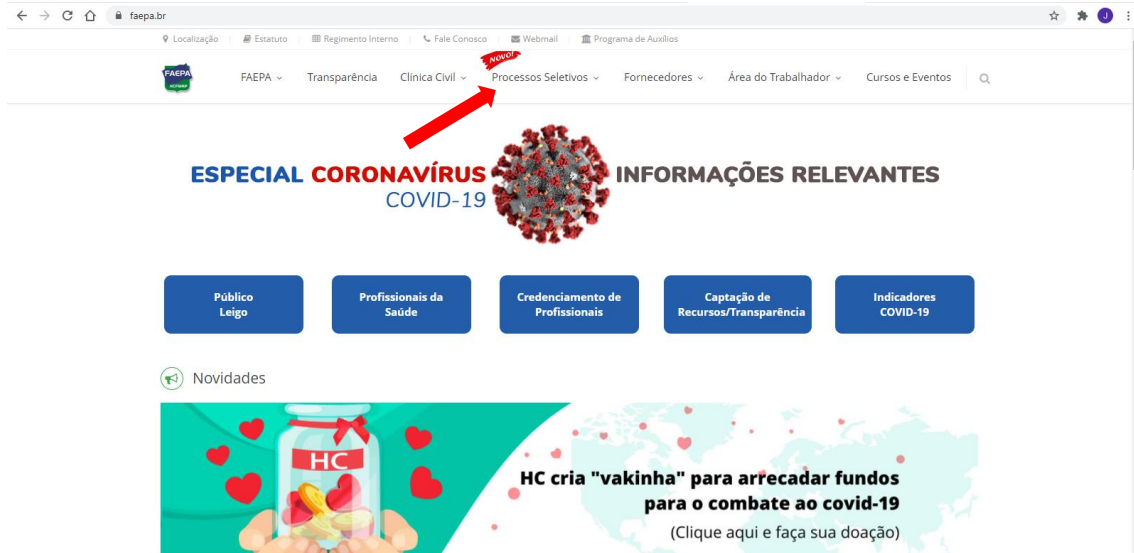 faepa.br
J
Localização Estatuto Regimento Interno Fale Conosco Webmail Programa de Auxílios
NOVO!
FAEPA
HCFMRP
FAEPA Transparência Clínica Civil Processos Seletivos Fornecedores Área do Trabalhador Cursos e Eventos
ESPECIAL CORONAVÍRUS INFORMAÇÕES RELEVANTES
COVID-19
Público
Leigo
Profissionais da
Saúde
Credenciamento de
Profissionais
Captação de
Recursos/Transparência
Indicadores
COVID-19
Novidades
HC
HC cria "vakinha" para arrecadar fundos
para o combate ao covid-19
(Clique aqui e faça sua doação)